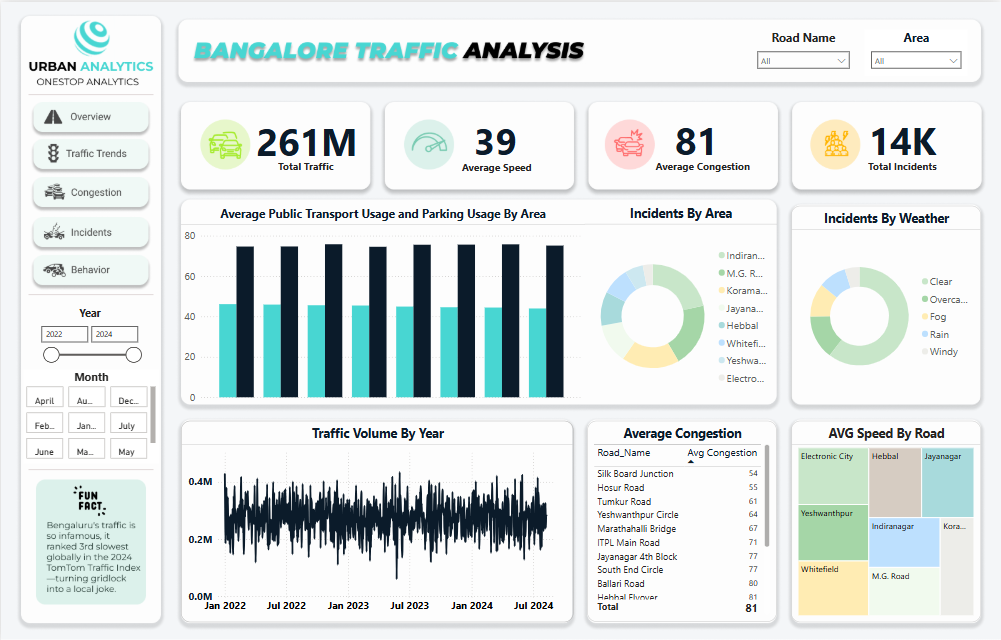 URBAN ANALYTICS
ONESTOP ANALYTICS
Overview
Traffic Trends
Congestion
Incidents
Behavior
Year
2022 2024
Month
April Au... Dec...
Feb... Jan... July
June Ma... May
FUN
FACT
Bengaluru's traffic is
so infamous, it
ranked 3rd slowest
globally in the 2024
TomTom Traffic Index
—turning gridlock
into a local joke.
BANGALORE TRAFFIC ANALYSIS
Road Name Area
All All
261M
Total Traffic
39
Average Speed
81
Average Congestion
14K
Total Incidents
Average Public Transport Usage and Parking Usage By Area
80
60
40
20
0
Incidents By Area
Indiran...
M.G. R...
Korama...
Jayana...
Hebbal
Whitefi...
Yeshwa...
Electro...
Incidents By Weather
Clear
Overca...
Fog
Rain
Windy
Traffic Volume By Year
0.4M
0.2M
0.0M
Jan 2022 Jul 2022 Jan 2023 Jul 2023 Jan 2024 Jul 2024
Average Congestion
Road_Name Avg Congestion
Silk Board Junction 54
Hosur Road 55
Tumkur Road 61
Yeshwanthpur Circle 64
Marathahalli Bridge 67
ITPL Main Road 71
Jayanagar 4th Block 77
South End Circle 77
Ballari Road 80
Hebbal Flyover 81
Total 81
AVG Speed By Road
Electronic City Hebbal Jayanagar
Yeshwanthpur
Indiranagar Kora...
Whitefield
M.G. Road